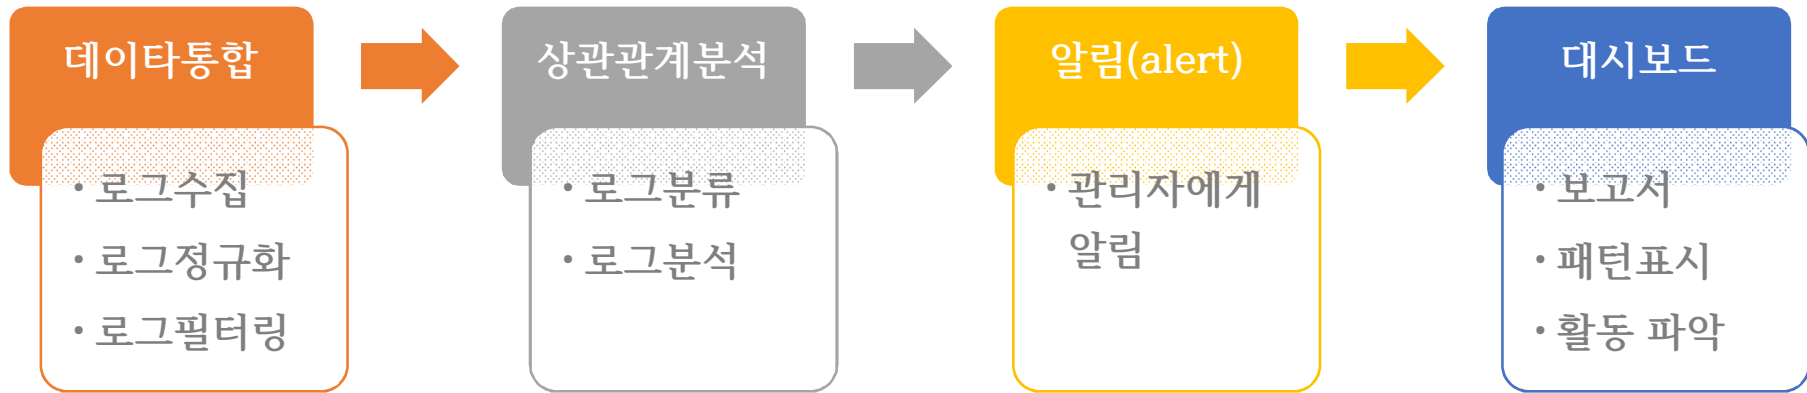 데이타통합
· 로그수집
· 로그정규화
· 로그필터링
상관관계분석
· 로그분류
· 로그분석
알림(alert)
· 관리자에게
알림
대시보드
· 보고서
· 패턴표시
· 활동 파악